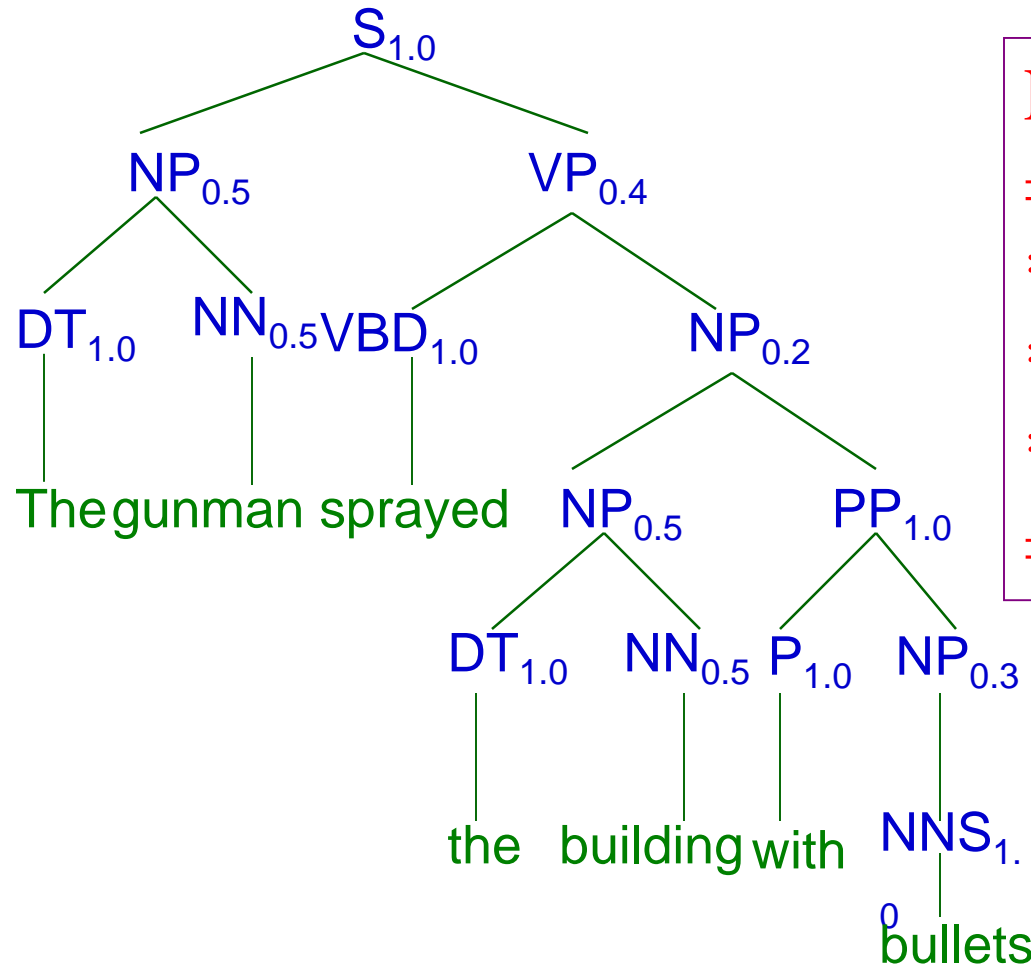 S1.0
NP0.5 VP0.4
DT1.0 NN0.5 VBD1.0 NP0.2
The gunman sprayed NP0.5 PP1.0
DT1.0 NN0.5 P1.0 NP0.3
the building with NNS1.
0
bullets